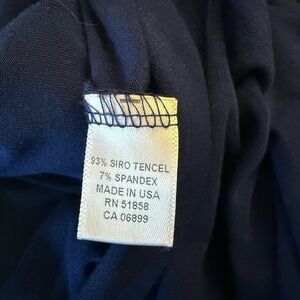 93% SIRO TENCEL
7% SPANDEX
MADE IN USA
RN 51858
CA 06899